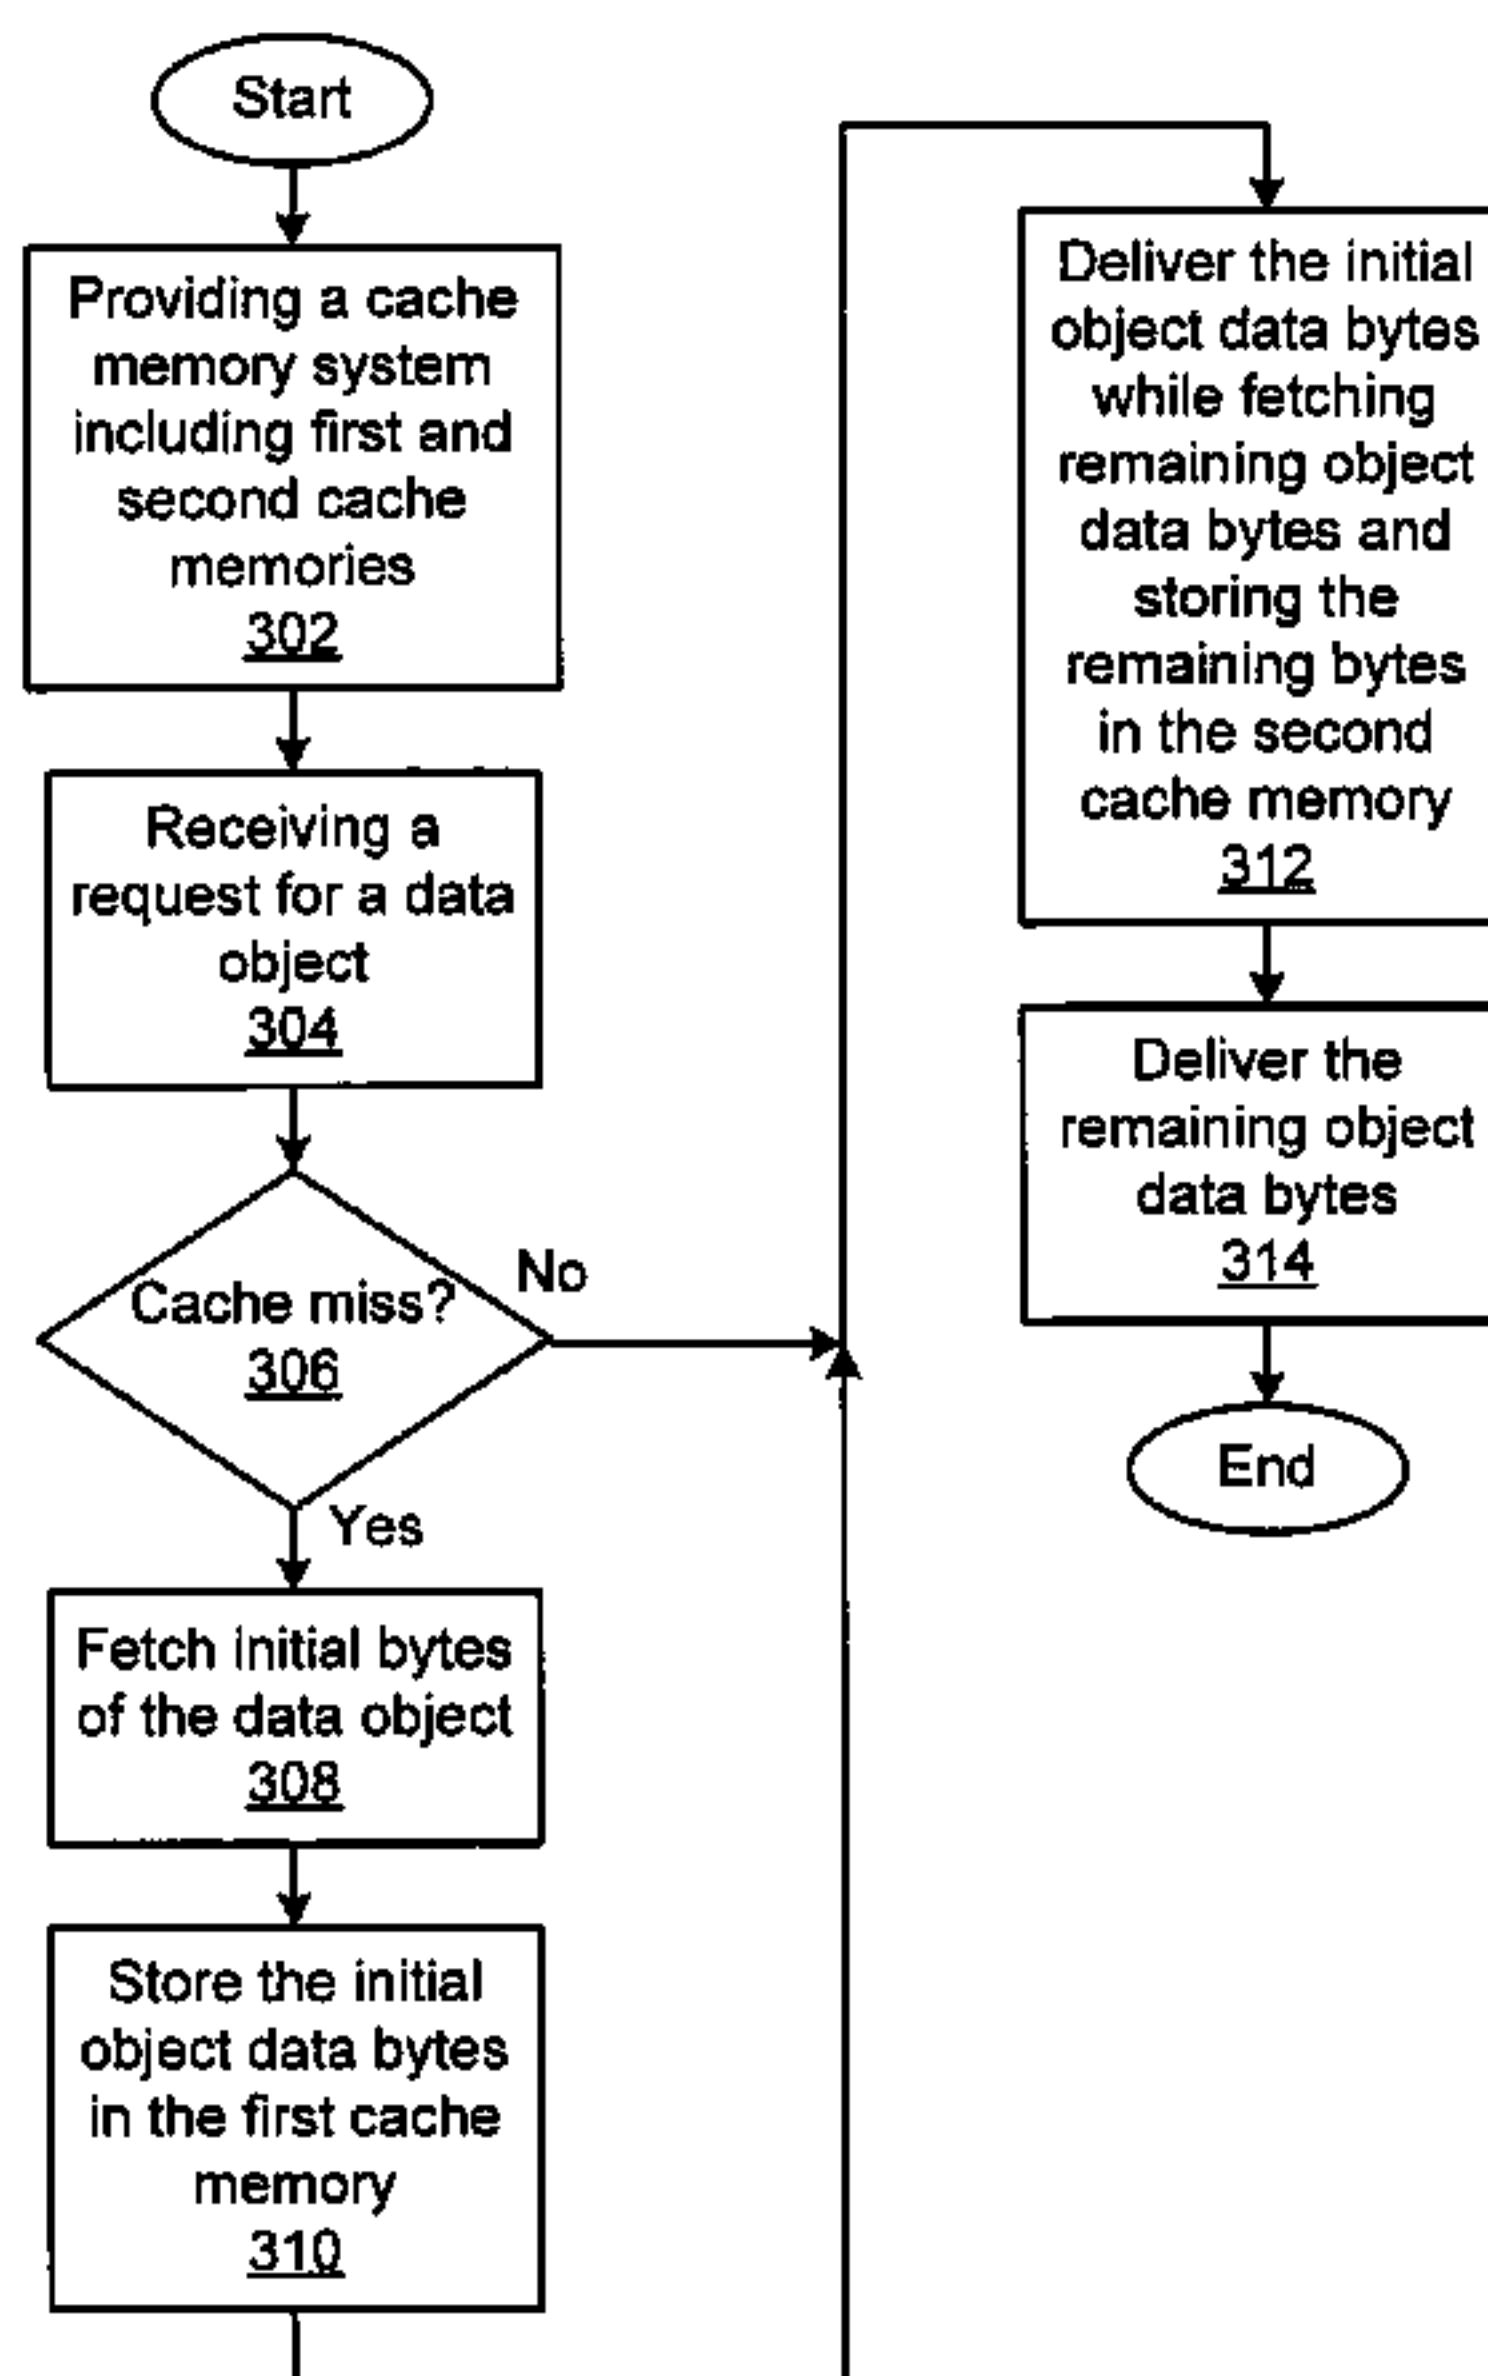 Start
Providing a cache
memory system
including first and
second cache
memories
302
Receiving a
request for a data
object
304
Cache miss?
306
No
Yes
Fetch initial bytes
of the data object
308
Store the initial
object data bytes
in the first cache
memory
310
Deliver the initial
object data bytes
while fetching
remaining object
data bytes and
storing the
remaining bytes
in the second
cache memory
312
Deliver the
remaining object
data bytes
314
End